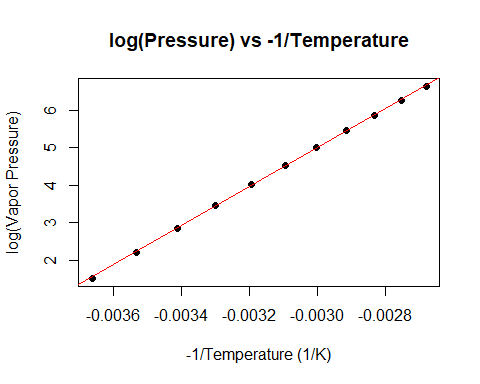 log(Pressure) vs -1/Temperature
log(Vapor Pressure)
6
5
4
3
2
-0.0036 -0.0034 -0.0032 -0.0030 -0.0028
-1/Temperature (1/K)